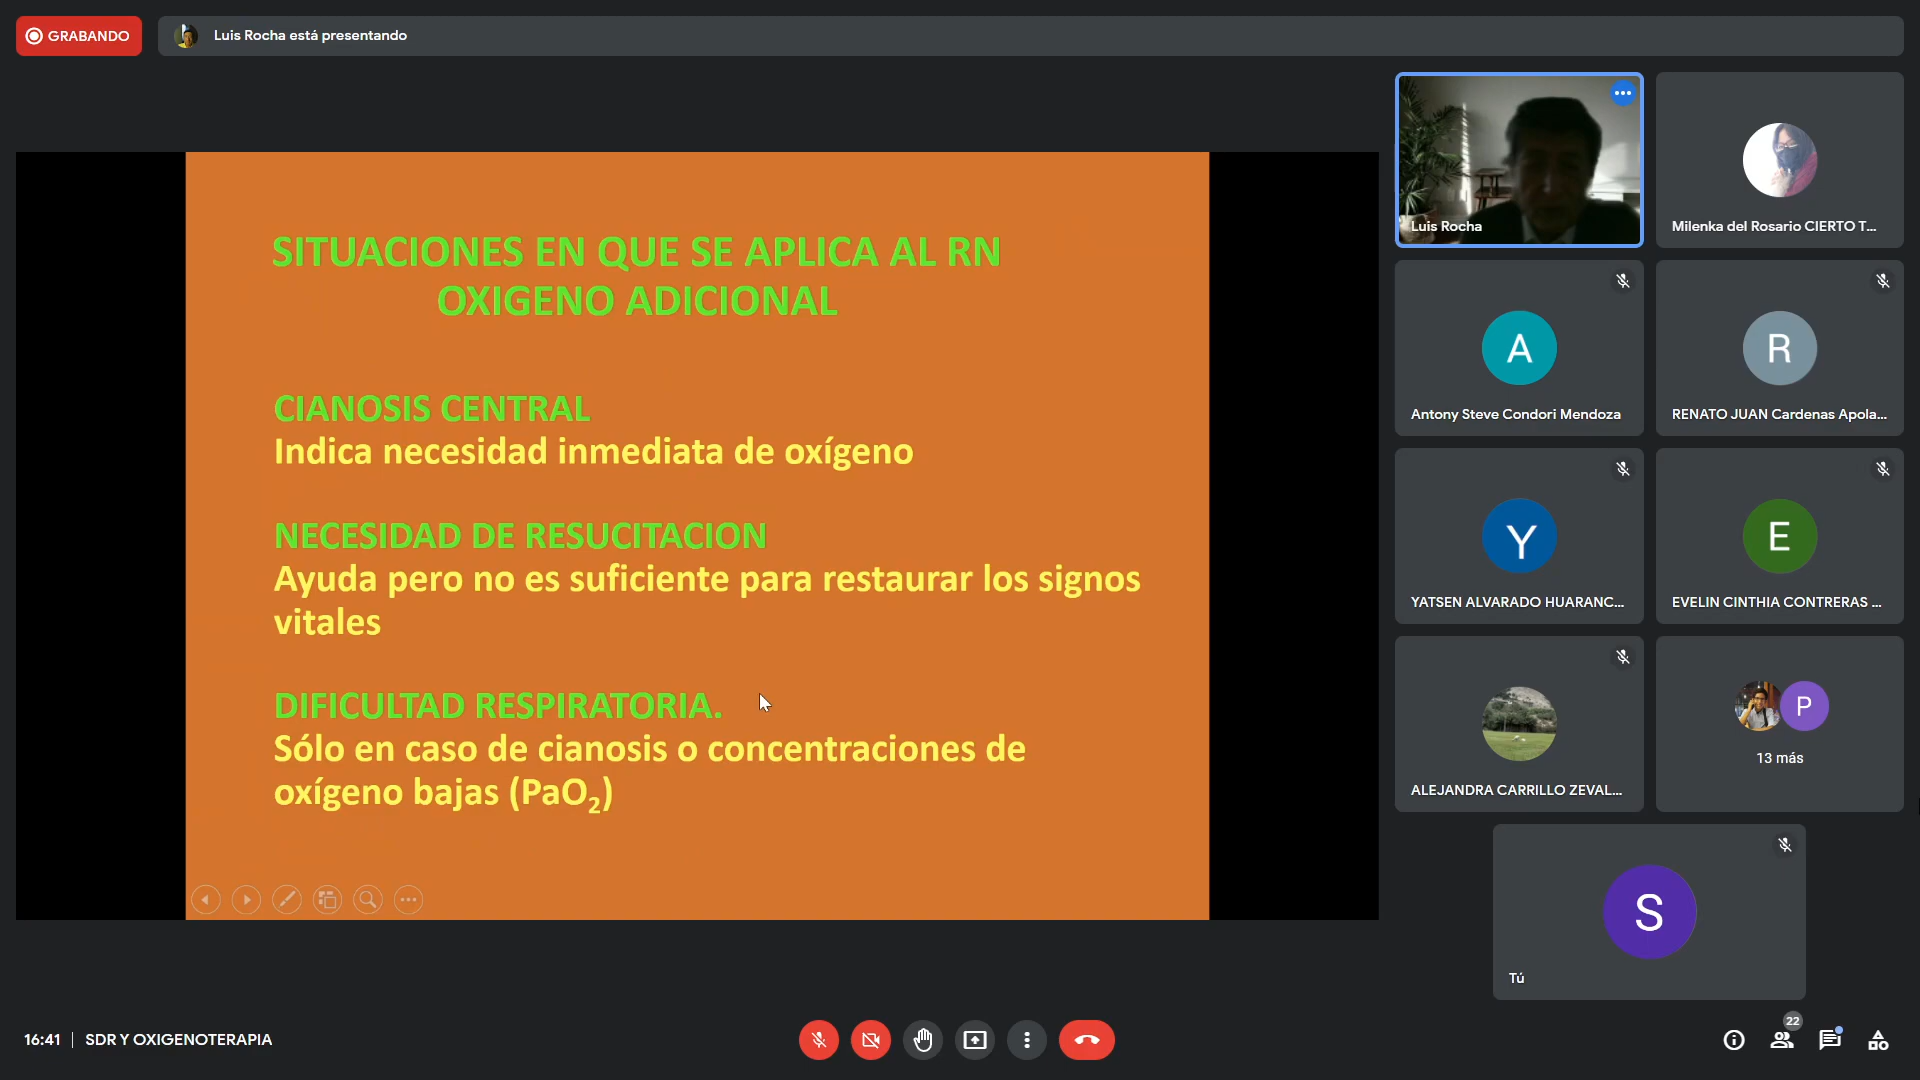 GRABANDO
Luis Rocha está presentando
SITUACIONES EN QUE SE APLICA AL RN
OXIGENO ADICIONAL
CIANOSIS CENTRAL
Indica necesidad inmediata de oxígeno
NECESIDAD DE RESUCITACION
Ayuda pero no es suficiente para restaurar los signos
vitales
DIFICULTAD RESPIRATORIA.
Sólo en caso de cianosis o concentraciones de
oxígeno bajas (PaO₂)
Luis Rocha
Milenka del Rosario CIERTO T...
A
Antony Steve Condori Mendoza
R
RENATO JUAN Cardenas Apola...
Y
YATSEN ALVARADO HUARANC...
E
EVELIN CINTHIA CONTRERAS ...
ALEJANDRA CARRILLO ZEVAL...
P
13 más
S
Tú
16:41 | SDR Y OXIGENOTERAPIA
22